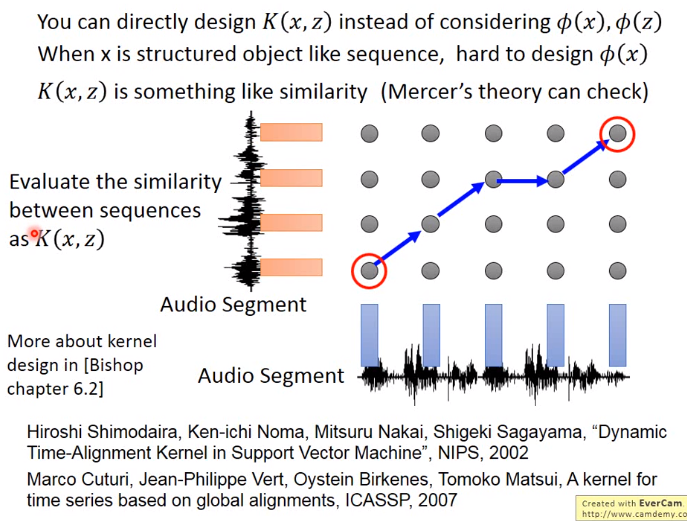 You can directly design K(x, z) instead of considering ϕ(x), ϕ(z)
When x is structured object like sequence, hard to design ϕ(x)
K(x, z) is something like similarity (Mercer's theory can check)
Evaluate the similarity
between sequences
as K(x, z)
Audio Segment
More about kernel
design in [Bishop
chapter 6.2]
Audio Segment
Hiroshi Shimodaira, Ken-ichi Noma, Mitsuru Nakai, Shigeki Sagayama, “Dynamic
Time-Alignment Kernel in Support Vector Machine”, NIPS, 2002
Marco Cuturi, Jean-Philippe Vert, Oystein Birkenes, Tomoko Matsui, A kernel for
time series based on global alignments, ICASSP, 2007
Created with EverCam.
http://www.camdemy.co